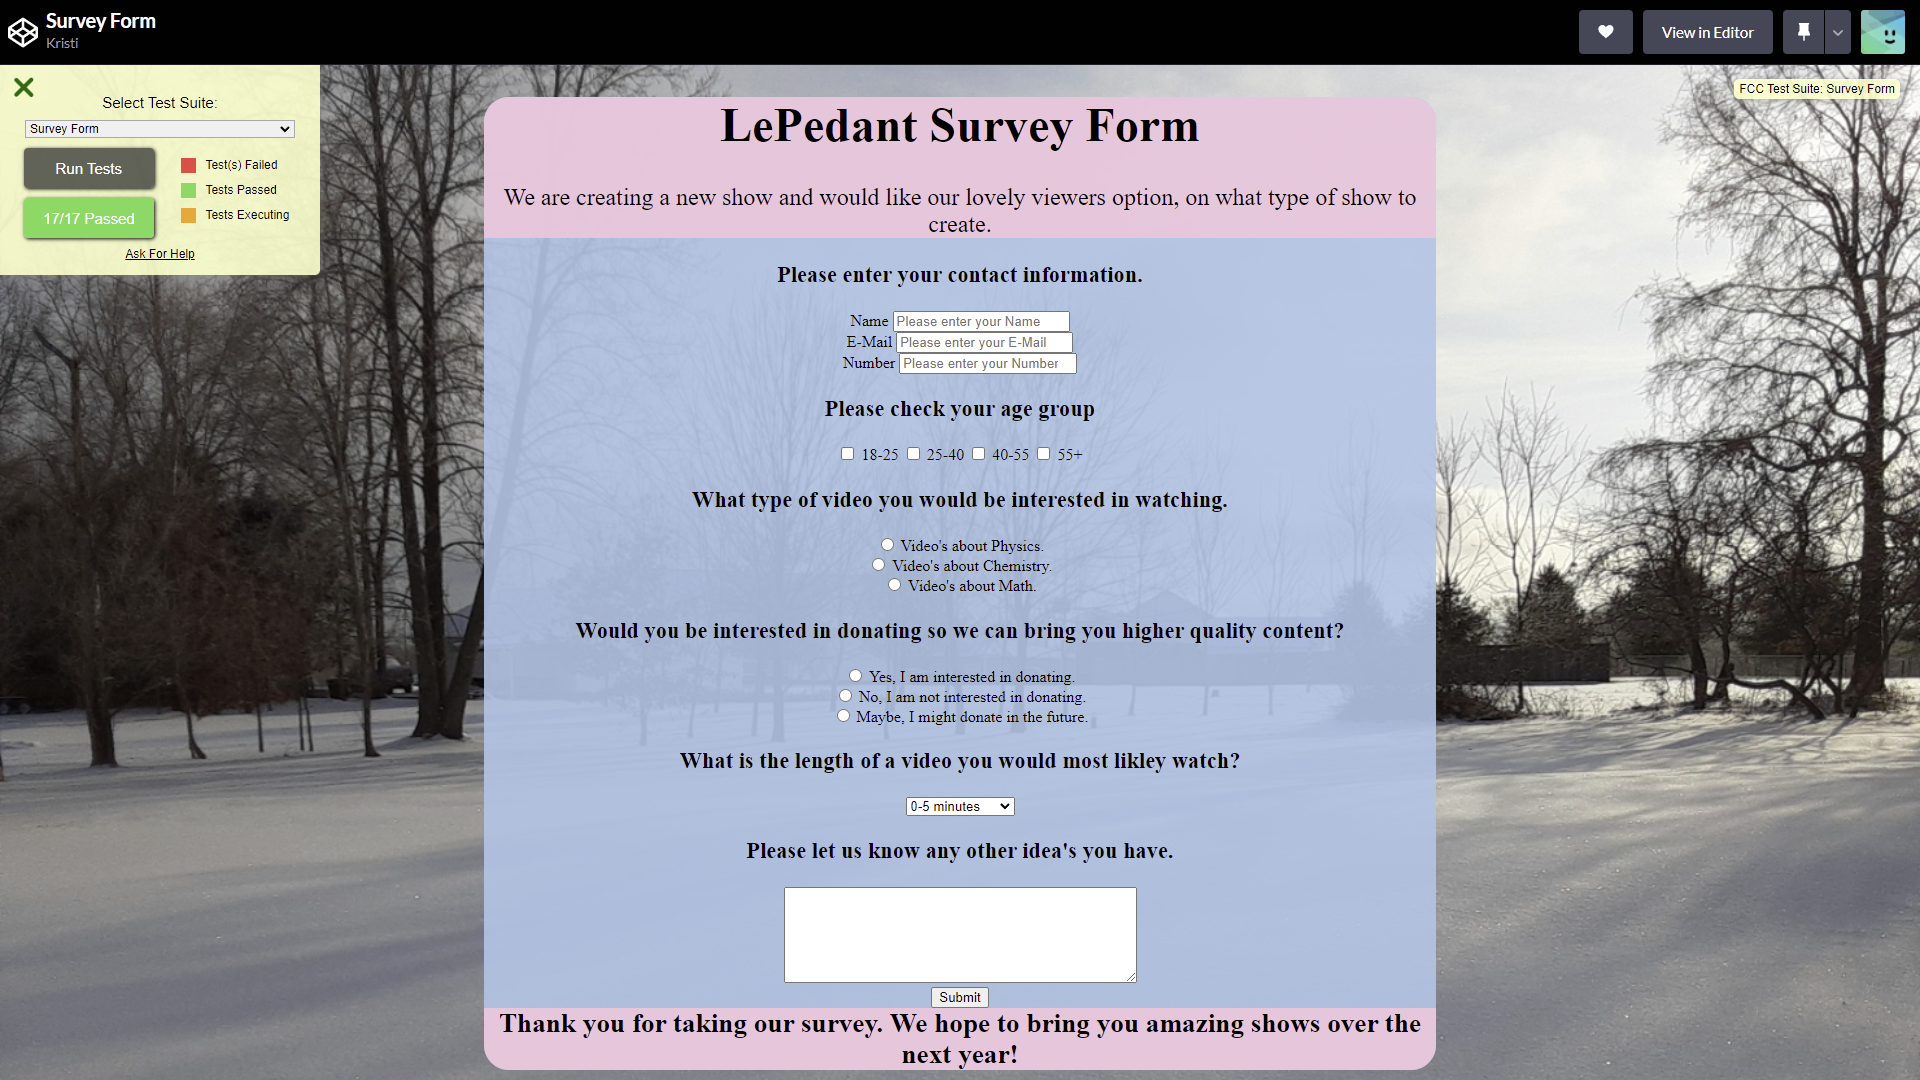 Survey Form
Kristi
View in Editor
Select Test Suite:
Survey Form
Run Tests
17/17 Passed
Test(s) Failed
Tests Passed
Tests Executing
Ask For Help
FCC Test Suite: Survey Form
LePedant Survey Form
We are creating a new show and would like our lovely viewers option, on what type of show to
create.
Please enter your contact information.
Name Please enter your Name
E-Mail Please enter your E-Mail
Number Please enter your Number
Please check your age group
18-25 25-40 40-55 55+
What type of video you would be interested in watching.
Video's about Physics.
Video's about Chemistry.
Video's about Math.
Would you be interested in donating so we can bring you higher quality content?
Yes, I am interested in donating.
No, I am not interested in donating.
Maybe, I might donate in the future.
What is the length of a video you would most likley watch?
0-5 minutes
Please let us know any other idea's you have.
Submit
Thank you for taking our survey. We hope to bring you amazing shows over the
next year!